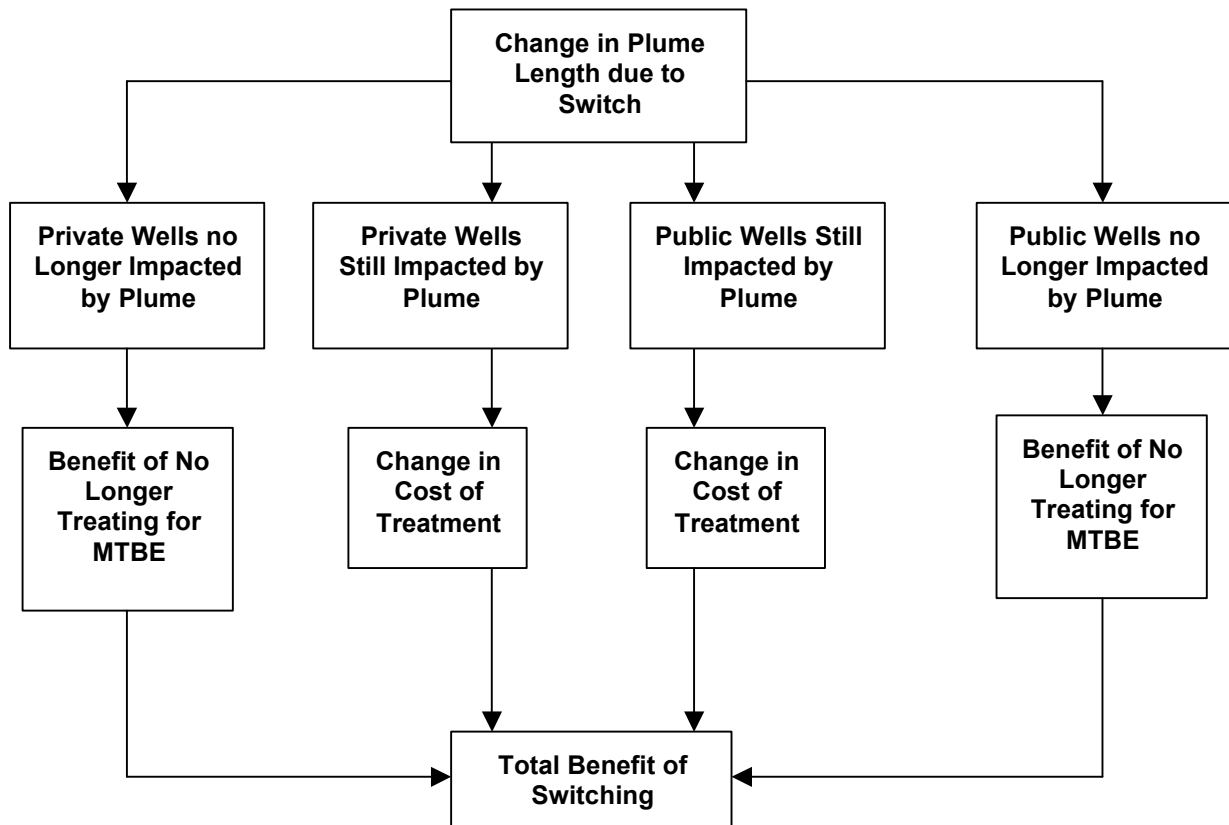 Change in Plume
Length due to
Switch
Private Wells no
Longer Impacted
by Plume
Private Wells
Still Impacted by
Plume
Public Wells Still
Impacted by
Plume
Public Wells no
Longer Impacted
by Plume
Benefit of No
Longer
Treating for
MTBE
Change in
Cost of
Treatment
Change in
Cost of
Treatment
Benefit of No
Longer
Treating for
MTBE
Total Benefit of
Switching